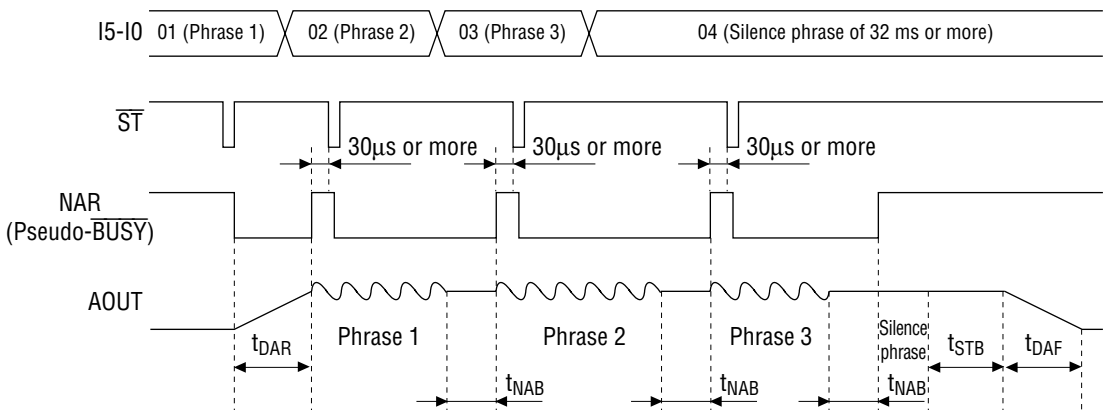 I5-I0 01 (Phrase 1) 02 (Phrase 2) 03 (Phrase 3) 04 (Silence phrase of 32 ms or more)
ST
30μs or more 30μs or more 30μs or more
NAR
(Pseudo-BUSY)
AOUT
tDAR Phrase 1 Phrase 2 Phrase 3 Silence phrase tSTB tDAF
tNAB tNAB tNAB